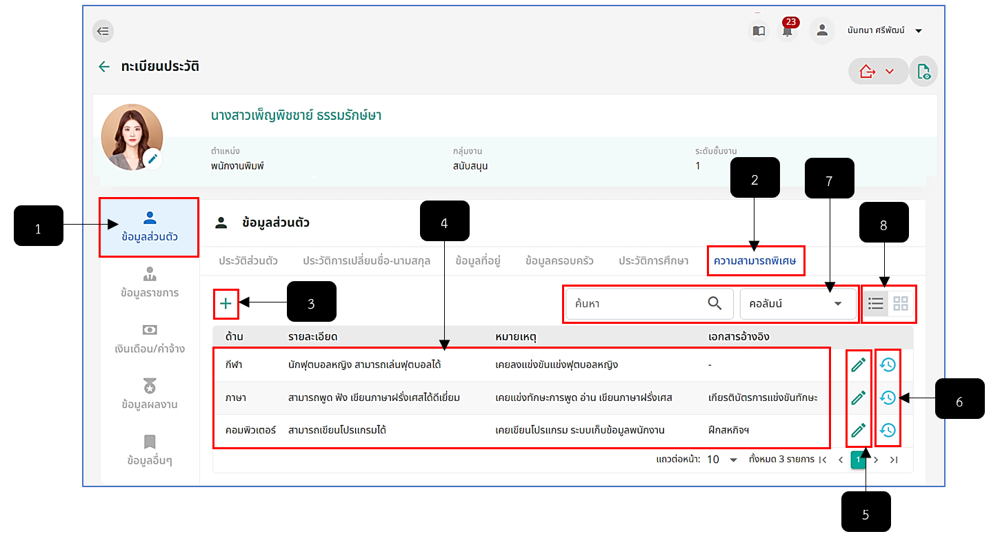 23
นันทนา ศรีพัฒน์
ทะเบียนประวัติ
นางสาวเพ็ญพิชชาย์ ธรรมรักษ์ษา
ตำแหน่ง กลุ่มงาน ระดับชั้นงาน
พนักงานพิมพ์ สนับสนุน 1
2
7
1
4
8
ข้อมูลส่วนตัว
ข้อมูลส่วนตัว
ประวัติส่วนตัว ประวัติการเปลี่ยนชื่อ-นามสกุล ข้อมูลที่อยู่ ข้อมูลครอบครัว ประวัติการศึกษา ความสามารถพิเศษ
ข้อมูลราชการ
3
ค้นหา คอลัมน์
ด้าน รายละเอียด หมายเหตุ เอกสารอ้างอิง
เงินเดือน/ค่าจ้าง
กีฬา นักฟุตบอลหญิง สามารถเล่นฟุตบอลได้ เคยลงแข่งขันแข่งฟุตบอลหญิง -
ภาษา สามารถพูด ฟัง เขียนภาษาฝรั่งเศสได้ดีเยี่ยม เคยแข่งทักษะการพูด อ่าน เขียนภาษาฝรั่งเศส เกียรติบัตรการแข่งขันทักษะ
6
ข้อมูลผลงาน
คอมพิวเตอร์ สามารถเขียนโปรแกรมได้ เคยเขียนโปรแกรม ระบบเก็บข้อมูลพนักงาน ฝึกสหกิจฯ
ข้อมูลอื่นๆ
แถวต่อหน้า: 10 ทั้งหมด 3 รายการ 1
5